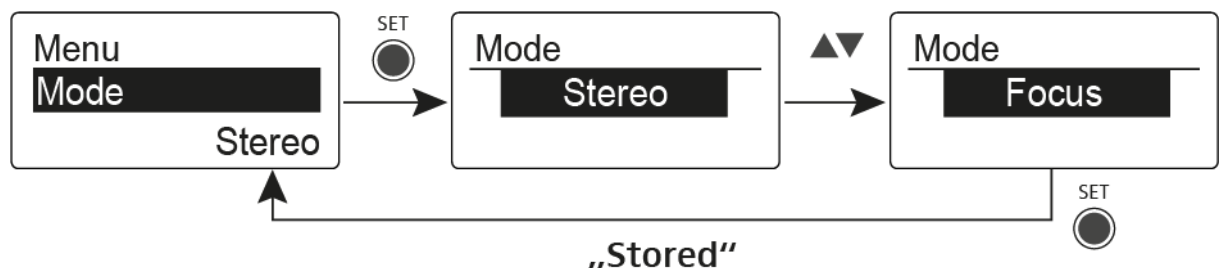 Menu
Mode
Stereo
SET
Mode
Stereo
▲▼
Mode
Focus
SET
„Stored“